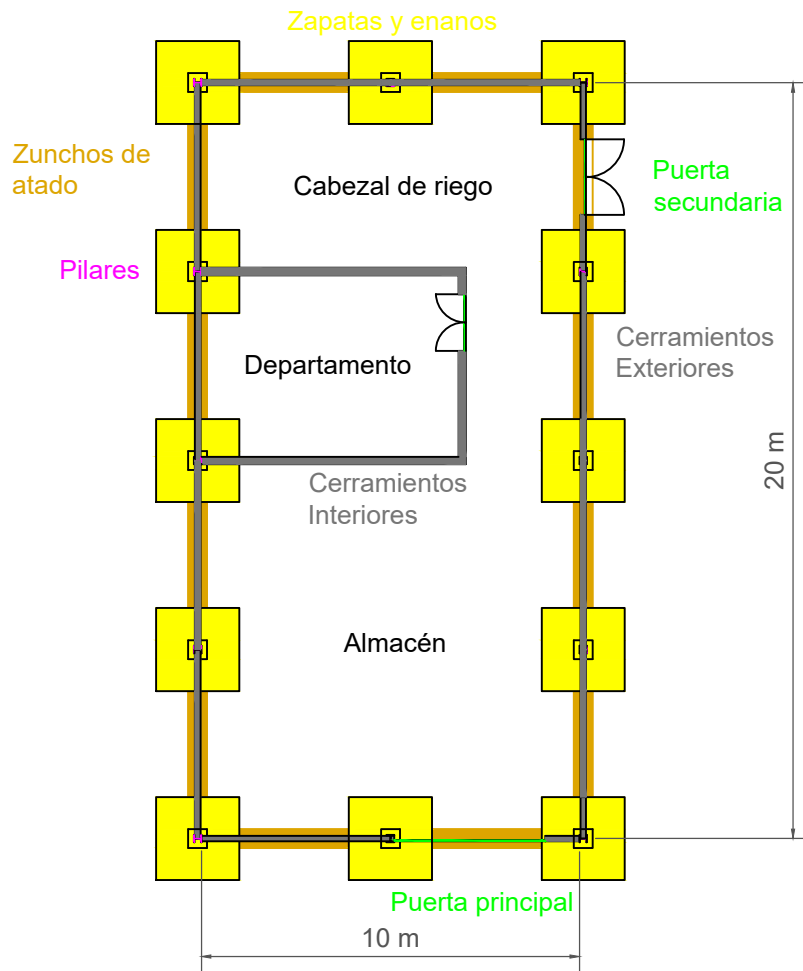 Zapatas y enanos
Zunchos de
atado
Cabezal de riego
Puerta
secundaria
Pilares
Departamento
Cerramientos
Exteriores
20 m
Cerramientos
Interiores
Almacén
Puerta principal
10 m